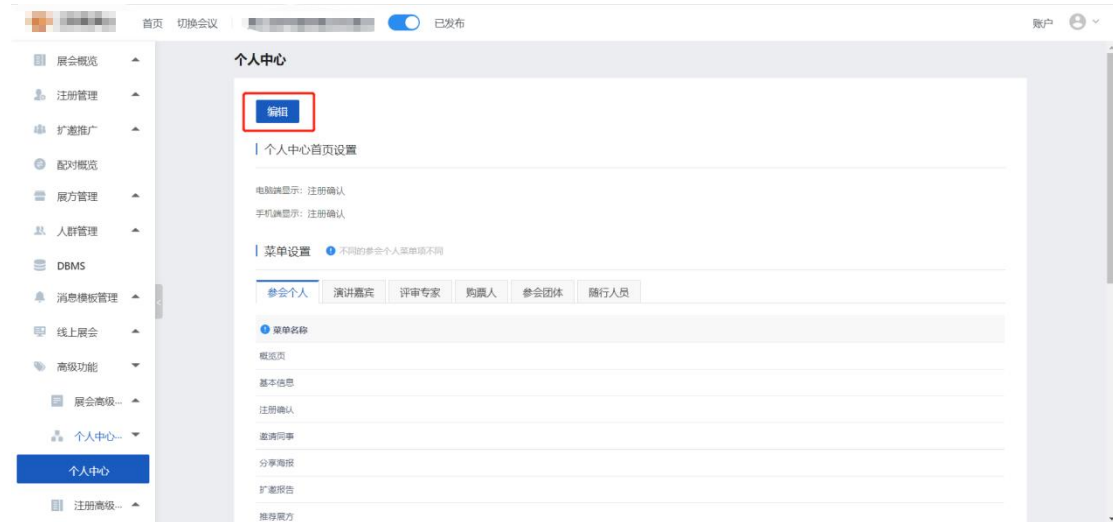 首页 切换会议 已发布 账户
展会概览
注册管理
扩邀推广
配对概览
展方管理
人群管理
DBMS
消息模板管理
线上展会
高级功能
展会高级...
个人中心...
个人中心
注册高级...
个人中心
编辑
个人中心首页设置
电脑端显示：注册确认
手机端显示：注册确认
菜单设置 不同的参会个人菜单项不同
参会个人 演讲嘉宾 评审专家 购票人 参会团体 随行人员
菜单名称
概览页
基本信息
注册确认
邀请同事
分享海报
扩邀报告
推荐展方